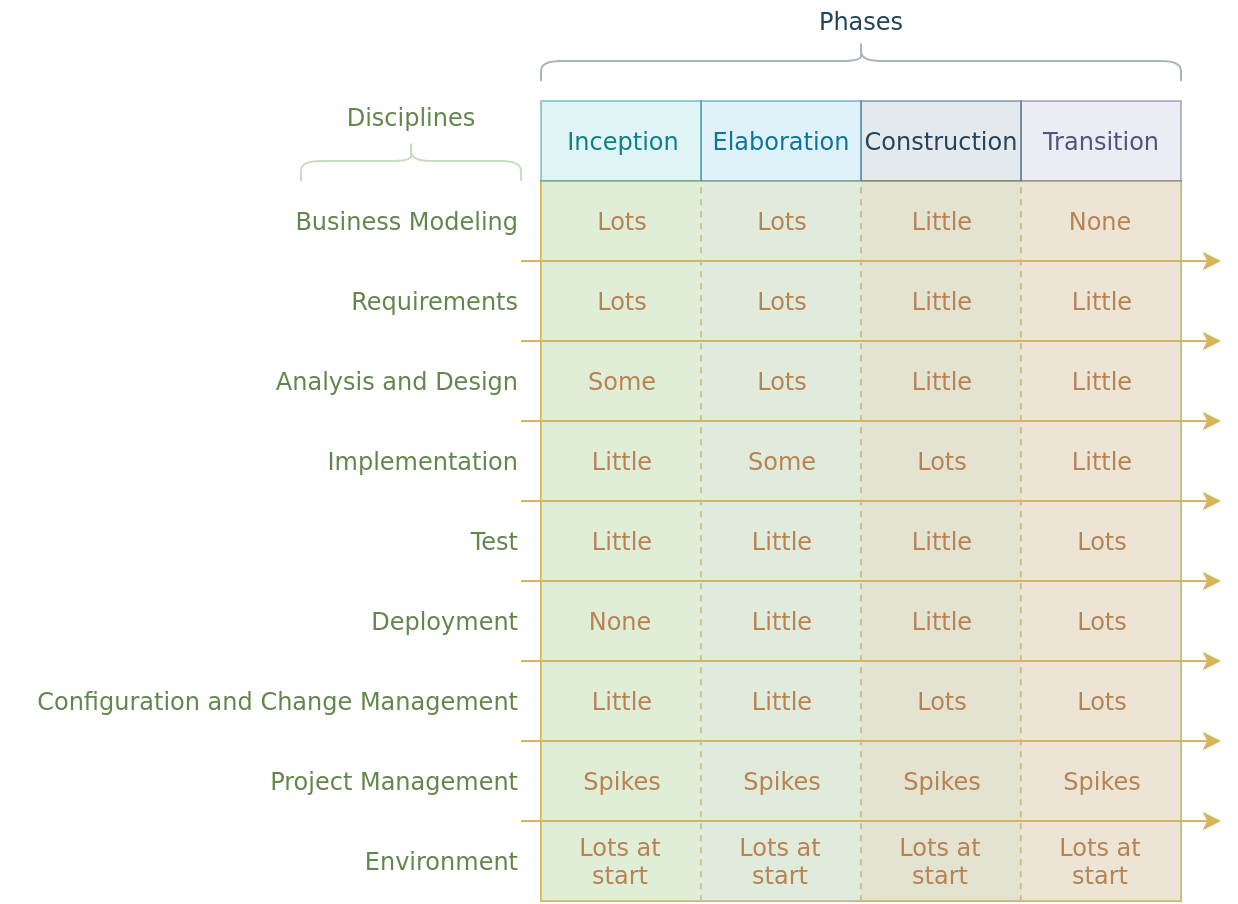 Phases
Disciplines
Inception Elaboration Construction Transition
Business Modeling Lots Lots Little None
Requirements Lots Lots Little Little
Analysis and Design Some Lots Little Little
Implementation Little Some Lots Little
Test Little Little Little Lots
Deployment None Little Little Lots
Configuration and Change Management Little Little Lots Lots
Project Management Spikes Spikes Spikes Spikes
Environment Lots at start Lots at start Lots at start Lots at start